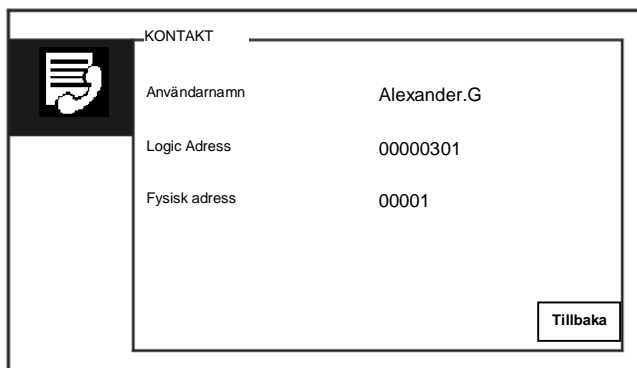 KONTAKT
Användarnamn Alexander.G
Logic Adress 00000301
Fysisk adress 00001
Tillbaka